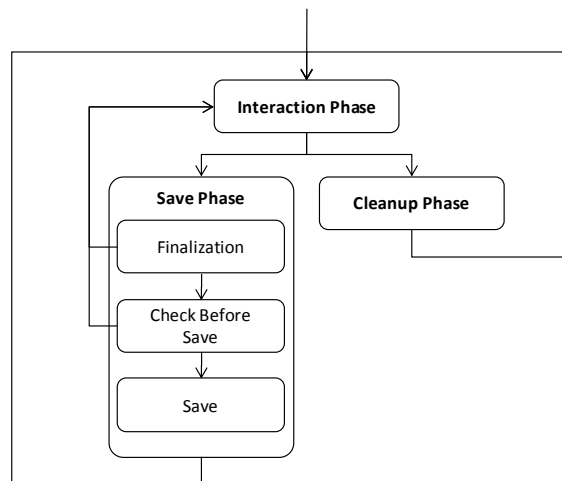 Interaction Phase
Save Phase
Cleanup Phase
Finalization
Check Before
Save
Save